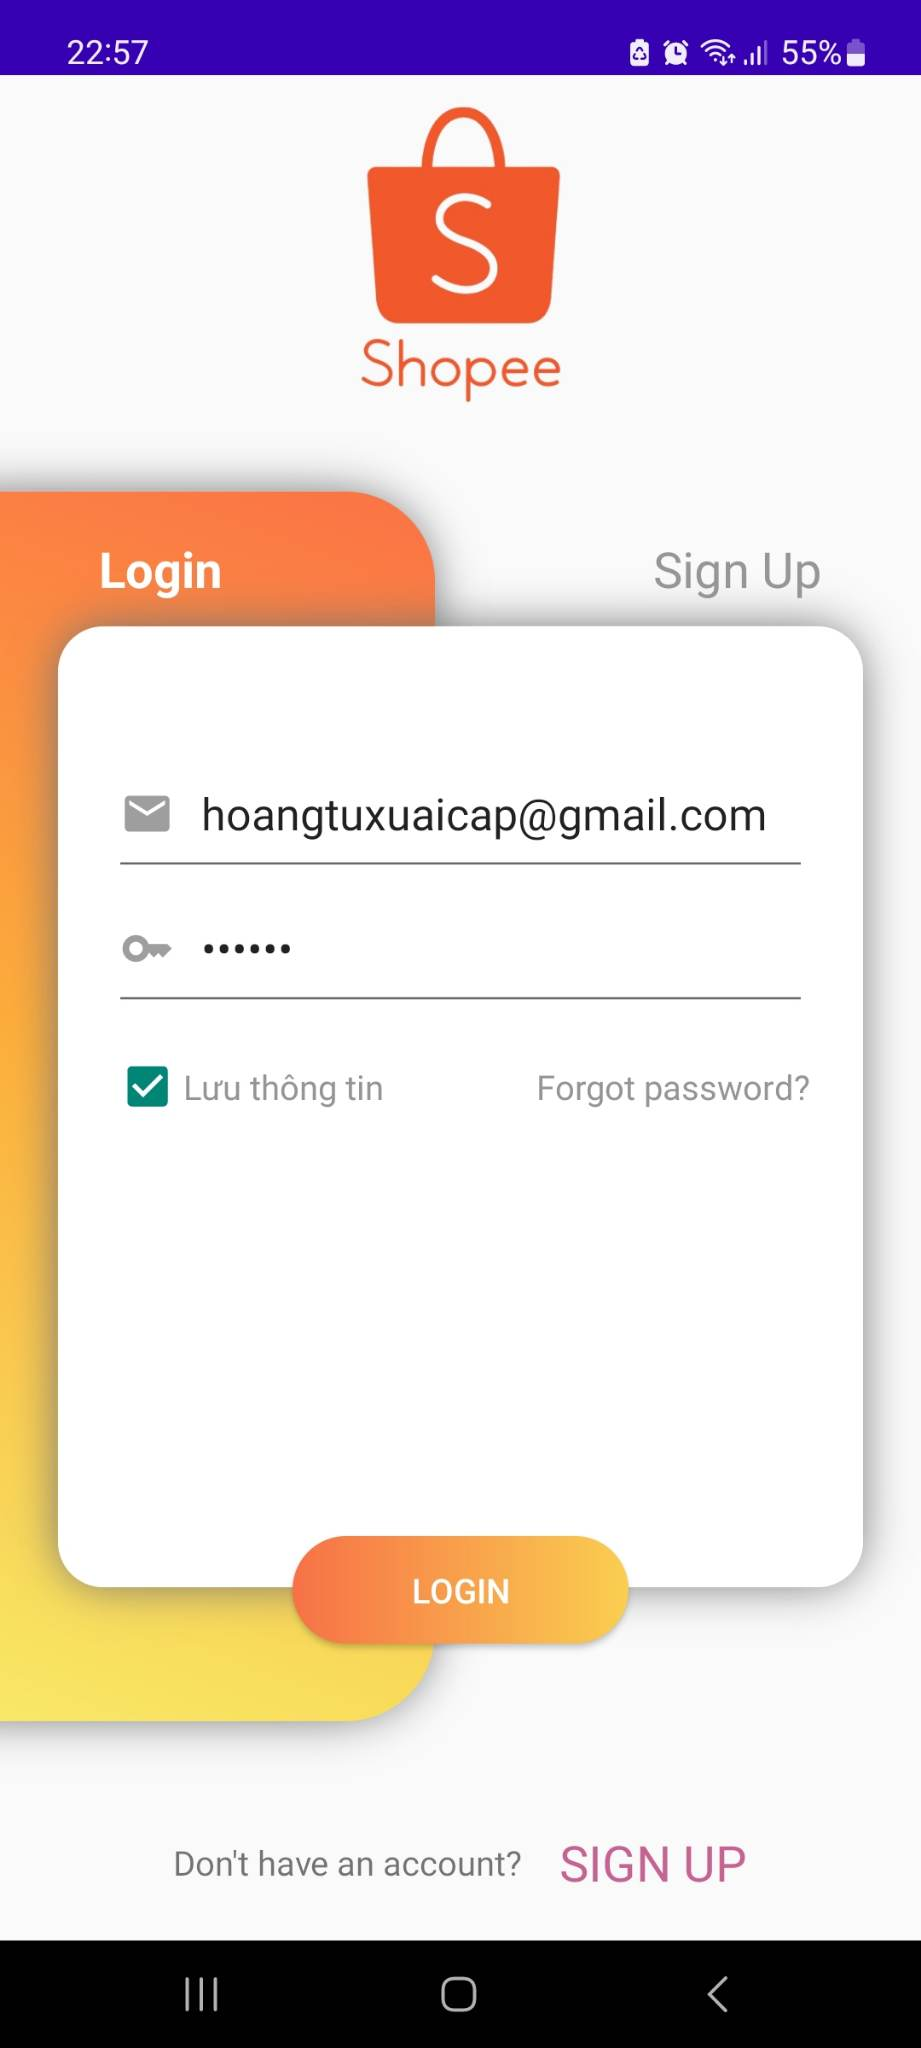 22:57 55%
S
Shopee
Login Sign Up
hoangtuxuaicap@gmail.com
••••••
Lưu thông tin Forgot password?
LOGIN
Don't have an account? SIGN UP